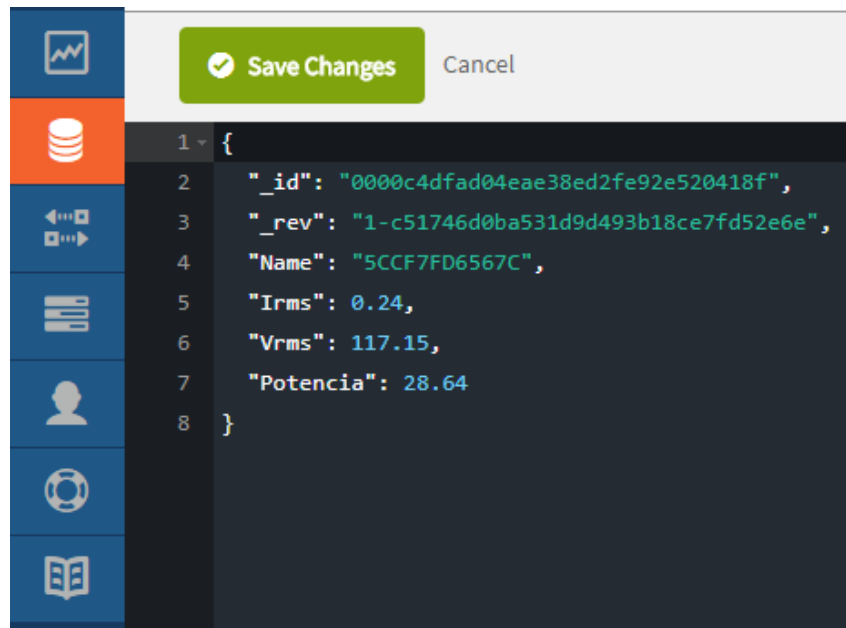 Save Changes Cancel
1 {
2 "_id": "0000c4dfad04eae38ed2fe92e520418f",
3 "_rev": "1-c51746d0ba531d9d493b18ce7fd52e6e",
4 "Name": "5CCF7FD6567C",
5 "Irms": 0.24,
6 "Vrms": 117.15,
7 "Potencia": 28.64
8 }